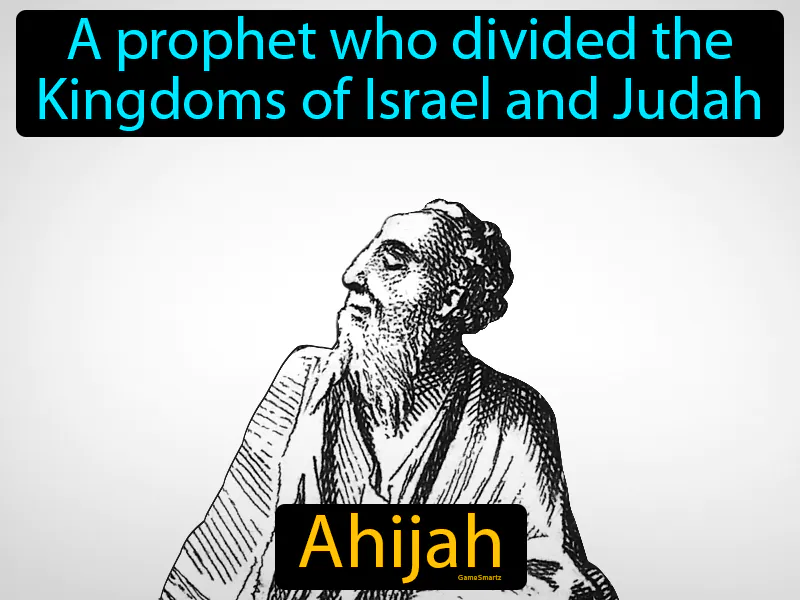 A prophet who divided the
Kingdoms of Israel and Judah
Ahijah
GameSmartz